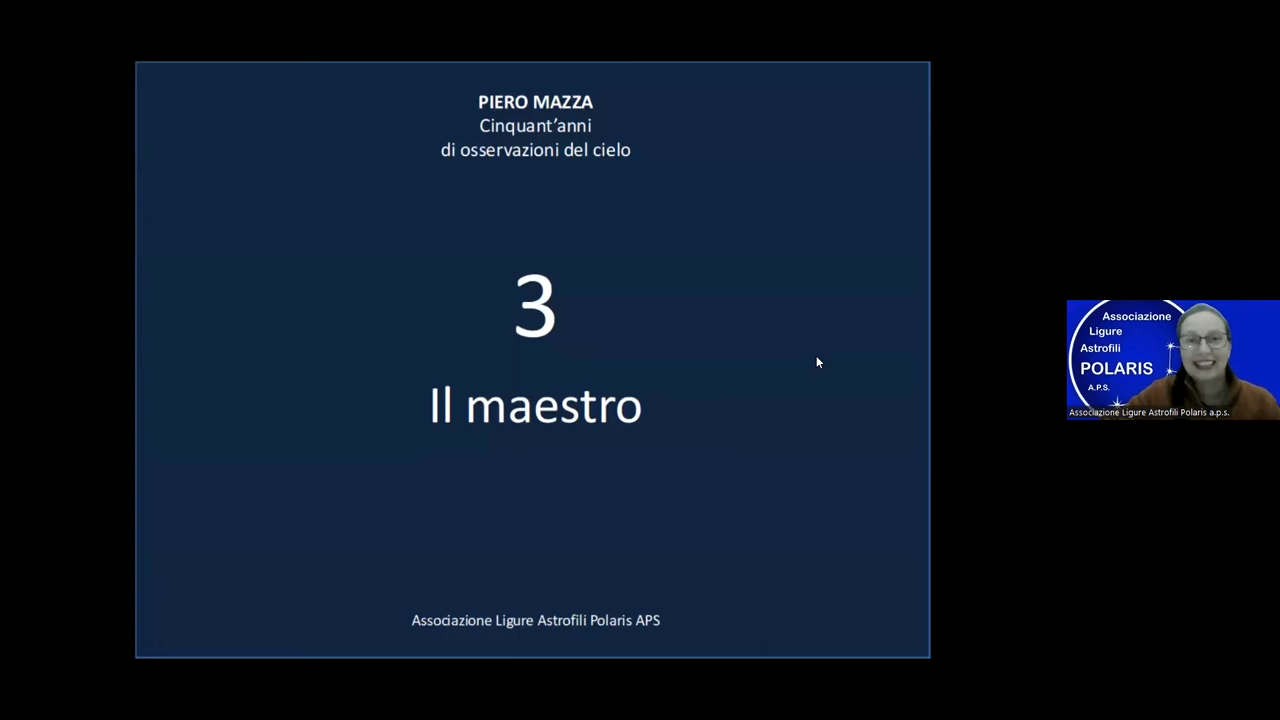 PIERO MAZZA
Cinquant’anni
di osservazioni del cielo
3
Il maestro
Associazione Ligure Astrofili Polaris APS
Associazione
Ligure
Astrofili
POLARIS
A.P.S.
Associazione Ligure Astrofili Polaris a.p.s.